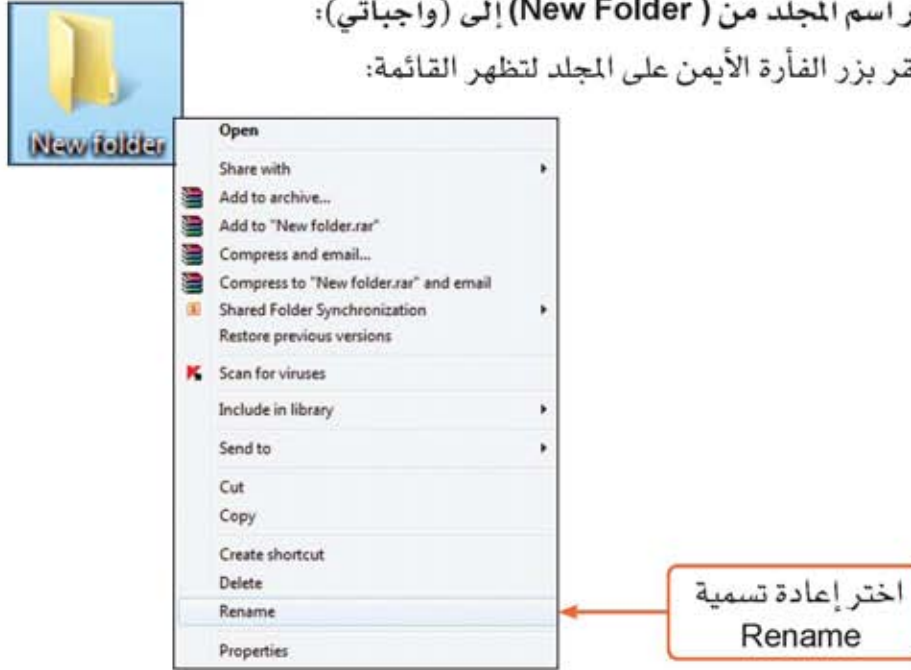 اسم المجلد من ( New Folder) إلى (واجباتي):
بزر الفأرة الأيمن على المجلد لتظهر القائمة:
New folder
Open
Share with
Add to archive...
Add to "New folder.rar"
Compress and email...
Compress to "New folder.rar" and email
Shared Folder Synchronization
Restore previous versions
Scan for viruses
Include in library
Send to
Cut
Copy
Create shortcut
Delete
Rename
Properties
اختر إعادة تسمية
Rename